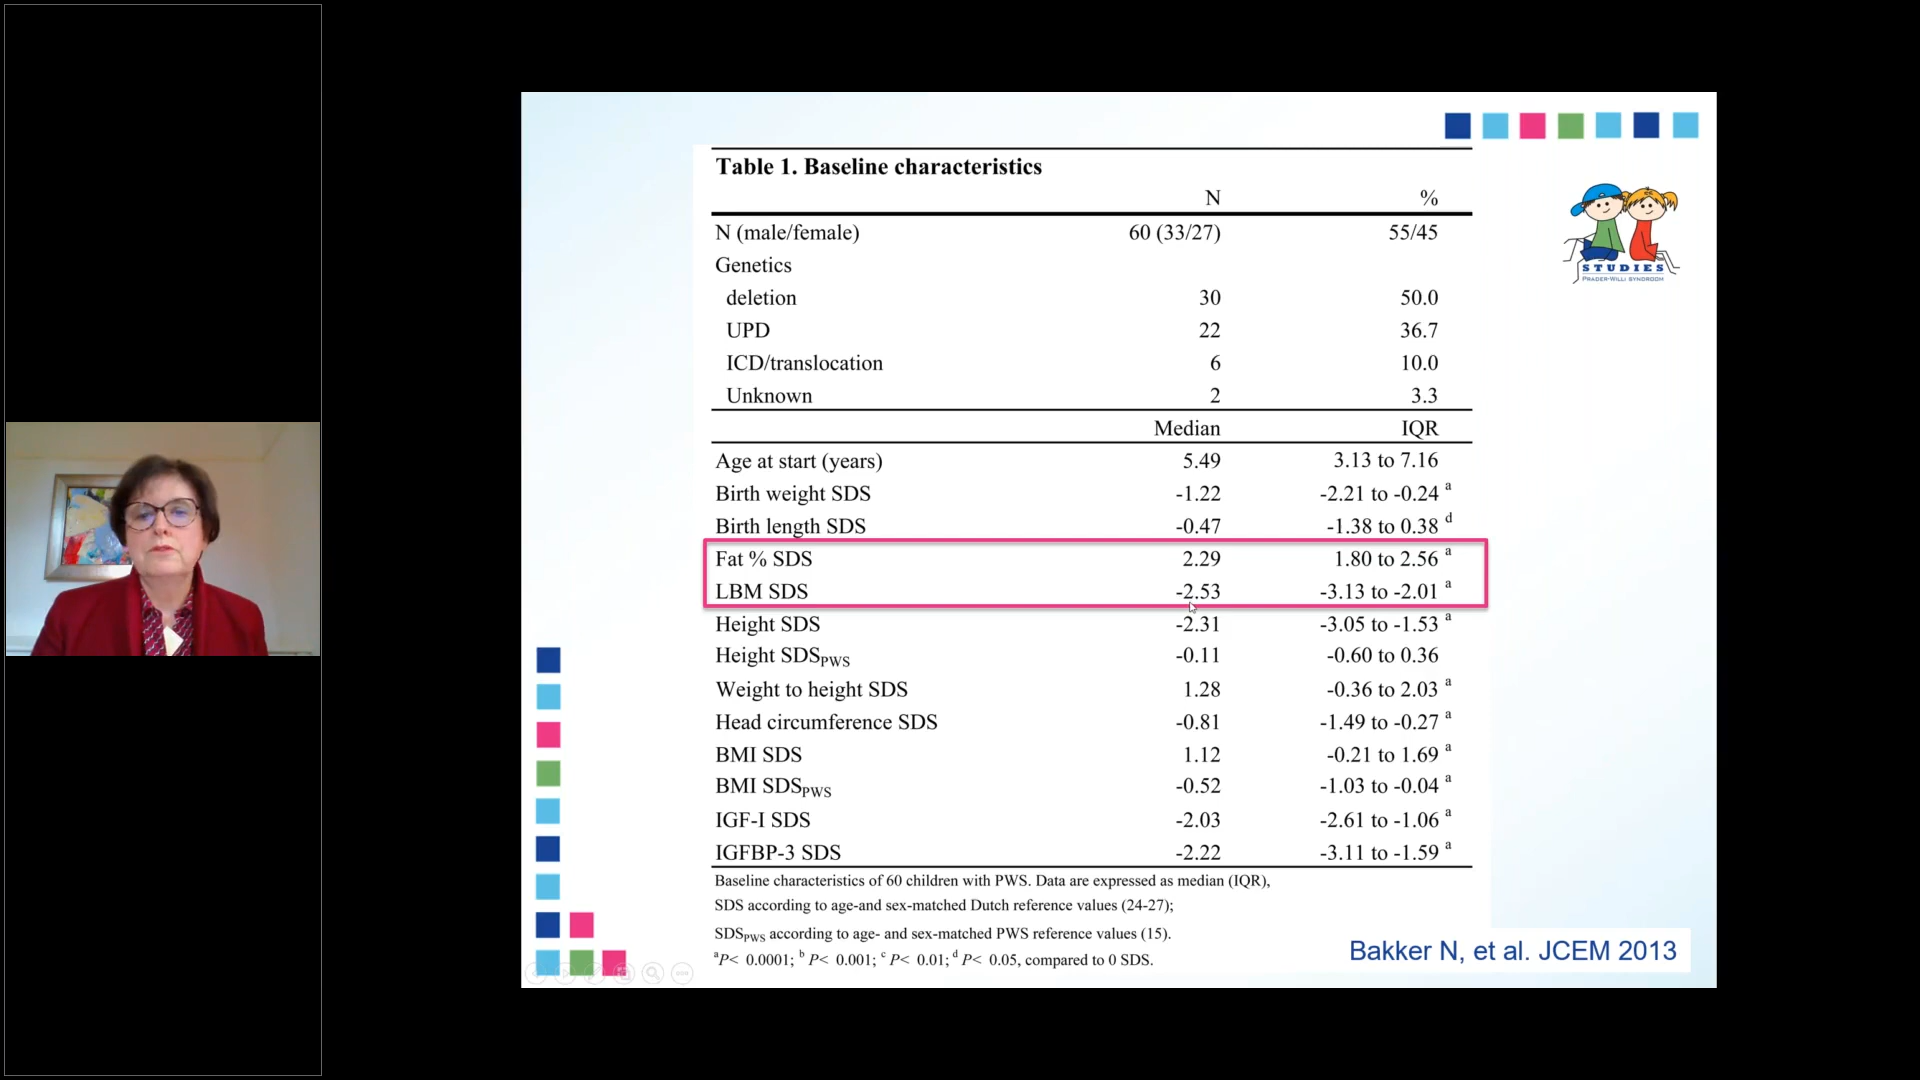 Table 1. Baseline characteristics
N %
N (male/female) 60 (33/27) 55/45
Genetics
deletion 30 50.0
UPD 22 36.7
ICD/translocation 6 10.0
Unknown 2 3.3
Median IQR
Age at start (years) 5.49 3.13 to 7.16
Birth weight SDS -1.22 -2.21 to -0.24 a
Birth length SDS -0.47 -1.38 to 0.38 d
Fat % SDS 2.29 1.80 to 2.56 a
LBM SDS -2.53 -3.13 to -2.01 a
Height SDS -2.31 -3.05 to -1.53 a
Height SDSPWS -0.11 -0.60 to 0.36
Weight to height SDS 1.28 -0.36 to 2.03 a
Head circumference SDS -0.81 -1.49 to -0.27 a
BMI SDS 1.12 -0.21 to 1.69 a
BMI SDSPWS -0.52 -1.03 to -0.04 a
IGF-I SDS -2.03 -2.61 to -1.06 a
IGFBP-3 SDS -2.22 -3.11 to -1.59 a
Baseline characteristics of 60 children with PWS. Data are expressed as median (IQR),
SDS according to age-and sex-matched Dutch reference values (24-27);
SDSPWS according to age- and sex-matched PWS reference values (15).
aP< 0.0001; b P< 0.001; c P< 0.01; d P< 0.05, compared to 0 SDS.
STUDIES
PRADER-WILLI SYNDROOM
Bakker N, et al. JCEM 2013